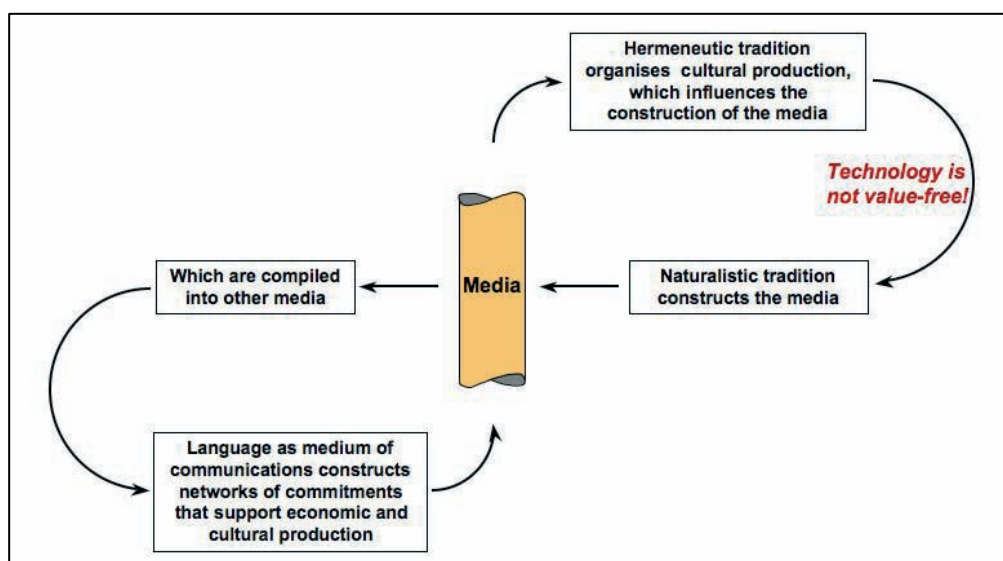 Hermeneutic tradition
organises cultural production,
which influences the
construction of the media
Technology is
not value-free!
Which are compiled
into other media
Media
Naturalistic tradition
constructs the media
Language as medium of
communications constructs
networks of commitments
that support economic and
cultural production